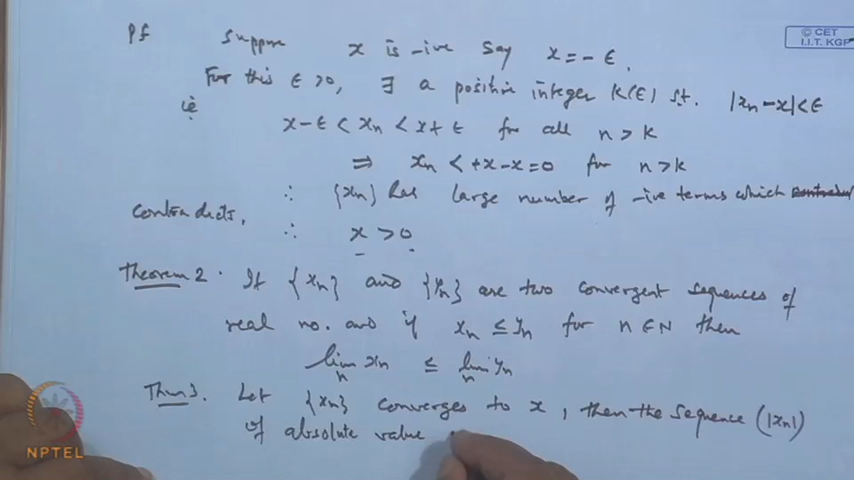 © CET
I.I.T. KGP
Pf Suppose x is -ive say x = - ε.
For this ε > 0, ∃ a positive integer K(ε) s.t. |xn - x| < ε
ie x - ε < xn < x + ε for all n > K
⇒ xn < +x - x = 0 for n > K
∴ {xn} has large number of -ive terms which
contradicts.
∴ x > 0
Theorem 2. If {xn} and {yn} are two convergent sequences of
real no. and if xn ≤ yn for n ∈ N then
lim n xn ≤ lim n yn
Thm 3. Let {xn} converges to x, then the sequence (|xn|)
of absolute value
NPTEL